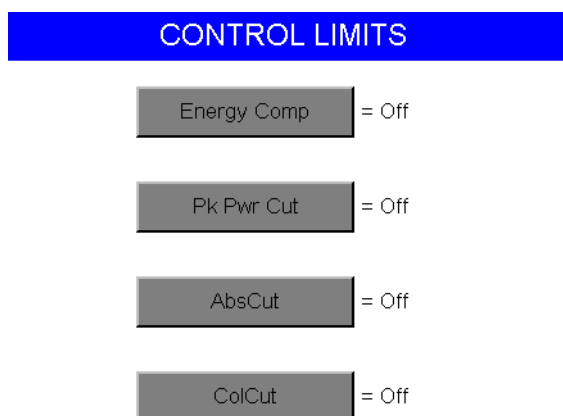 CONTROL LIMITS
Energy Comp = Off
Pk Pwr Cut = Off
AbsCut = Off
ColCut = Off